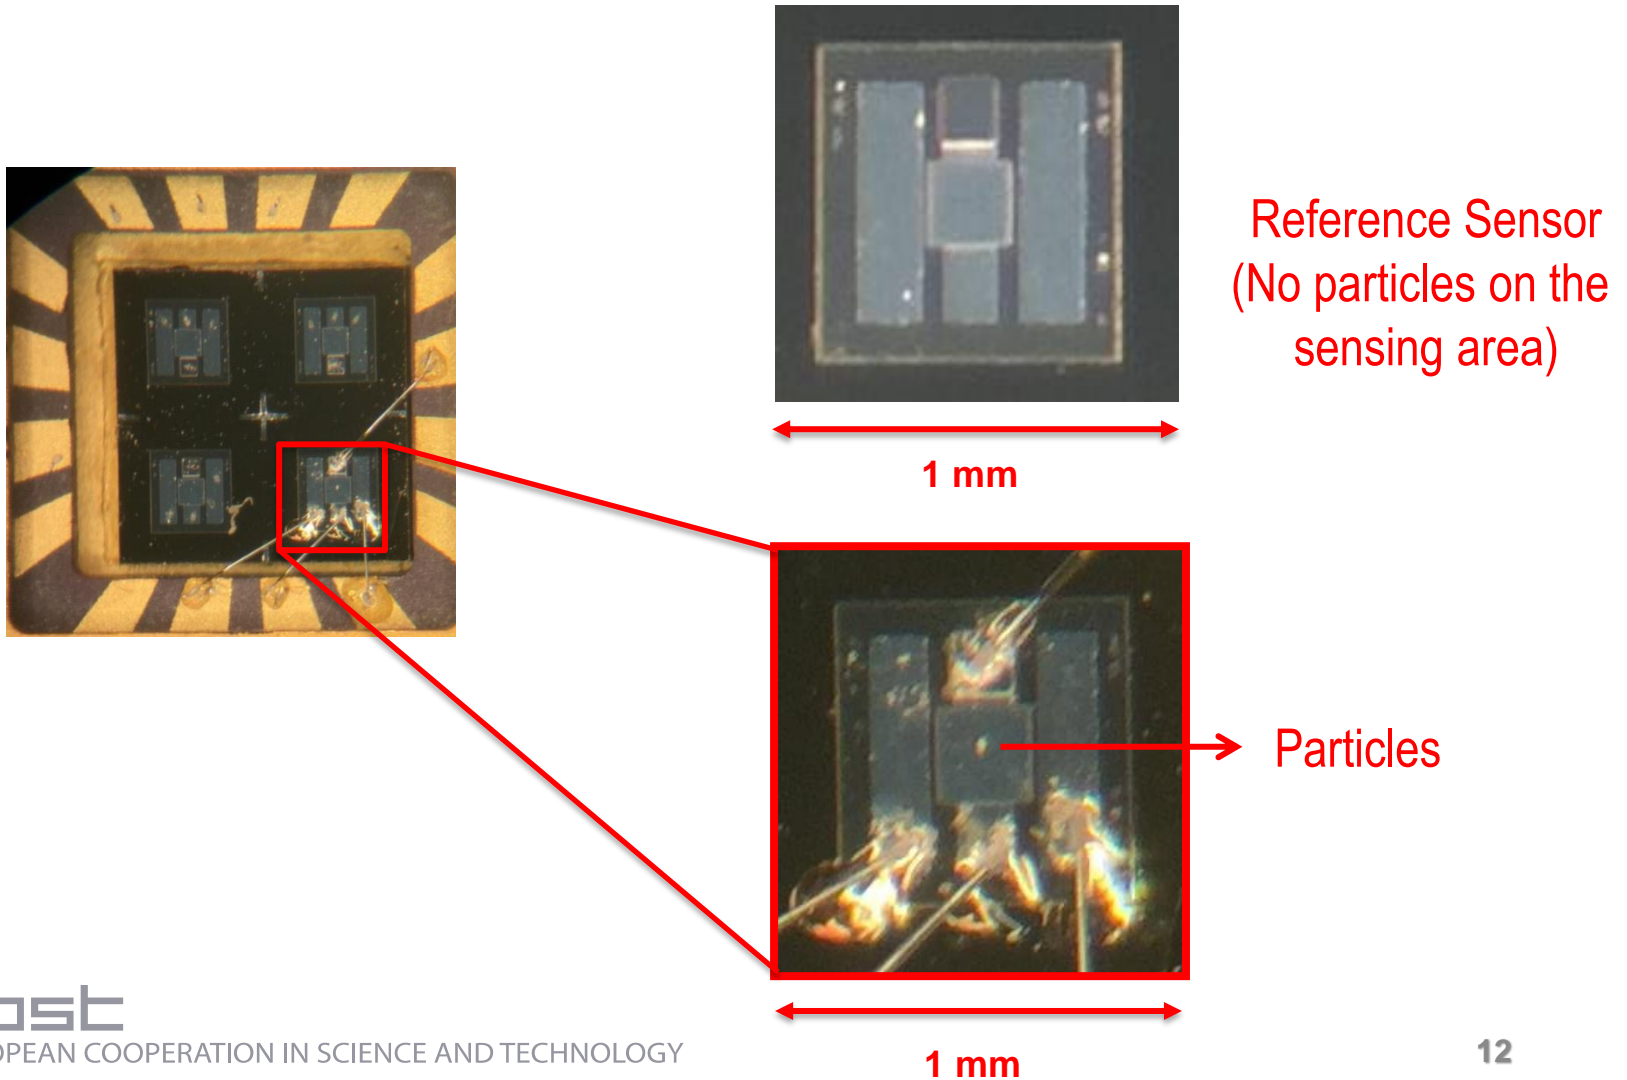 Reference Sensor
(No particles on the
sensing area)
1 mm
Particles
1 mm
EUROPEAN COOPERATION IN SCIENCE AND TECHNOLOGY
12